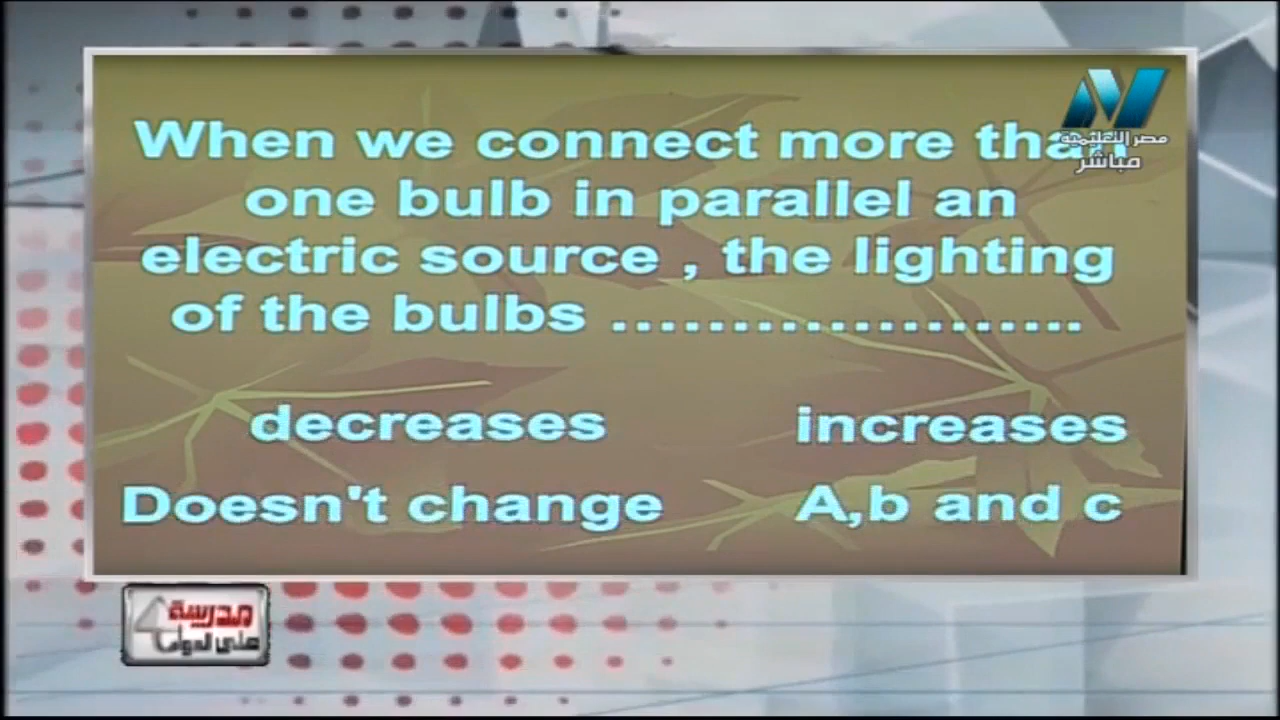 When we connect more than
one bulb in parallel an
electric source , the lighting
of the bulbs ………………..
decreases increases
Doesn't change A,b and c
مصر التعليمية
مباشر
مدرسة
على الهواء